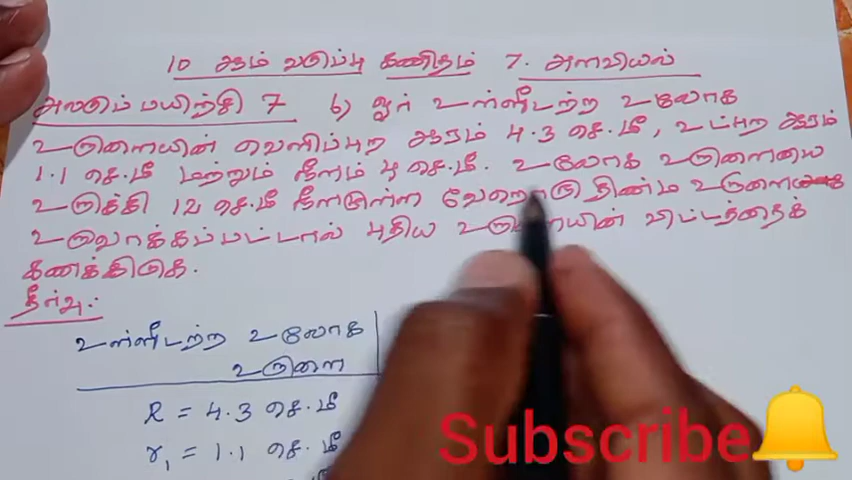 10 ஆம் வகுப்பு கணிதம் 7. அளவியல்
அலகுப் பயிற்சி 7 6) ஓர் உள்ளீடற்ற உலோக
உருளையின் வெளிப்புற ஆரம் 4.3 செ.மீ, உட்புற ஆரம்
1.1 செ.மீ மற்றும் நீளம் 4 செ.மீ. உலோக உருளையை
உருக்கி 12 செ.மீ நீளமுள்ள வேறொரு திண்ம உருளை
உருவாக்கப்பட்டால் புதிய உருளையின் விட்டத்தைக்
கணக்கிடுக.
தீர்வு:-
உள்ளீடற்ற உலோக
உருளை
R = 4.3 செ.மீ
r₁ = 1.1 செ.மீ
Subscribe